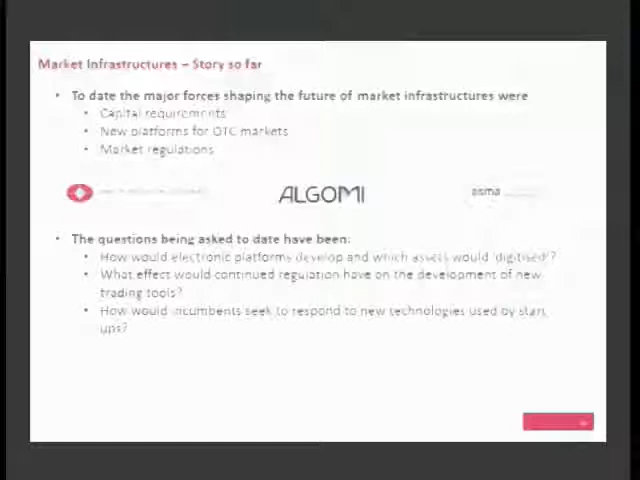 Market Infrastructures – Story so far
• To date the major forces shaping the future of market infrastructures were
• Capital requirements
• New platforms for OTC markets
• Market regulations
ALGOMI
• The questions being asked to date have been:
• How would electronic platforms develop and which assets would 'digitised'?
• What effect would continued regulation have on the development of new
trading tools?
• How would incumbents seek to respond to new technologies used by start
ups?